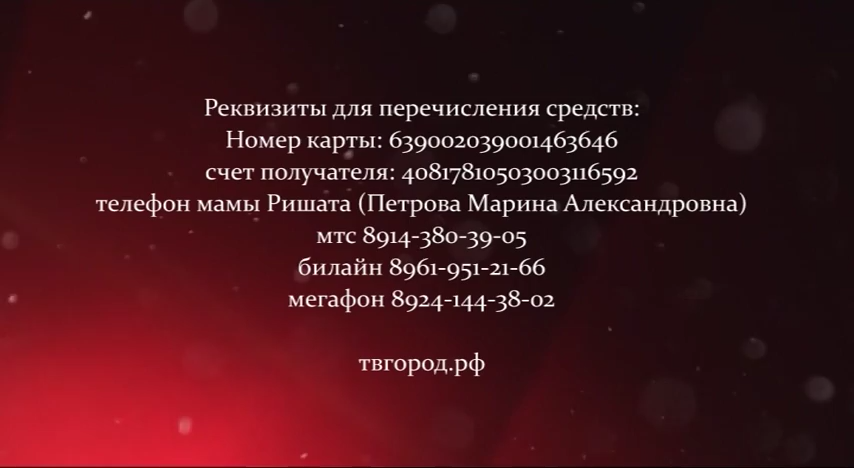 Реквизиты для перечисления средств:
Номер карты: 639002039001463646
счет получателя: 40817810503003116592
телефон мамы Ришата (Петрова Марина Александровна)
мтс 8914-380-39-05
билайн 8961-951-21-66
мегафон 8924-144-38-02
твгород.рф